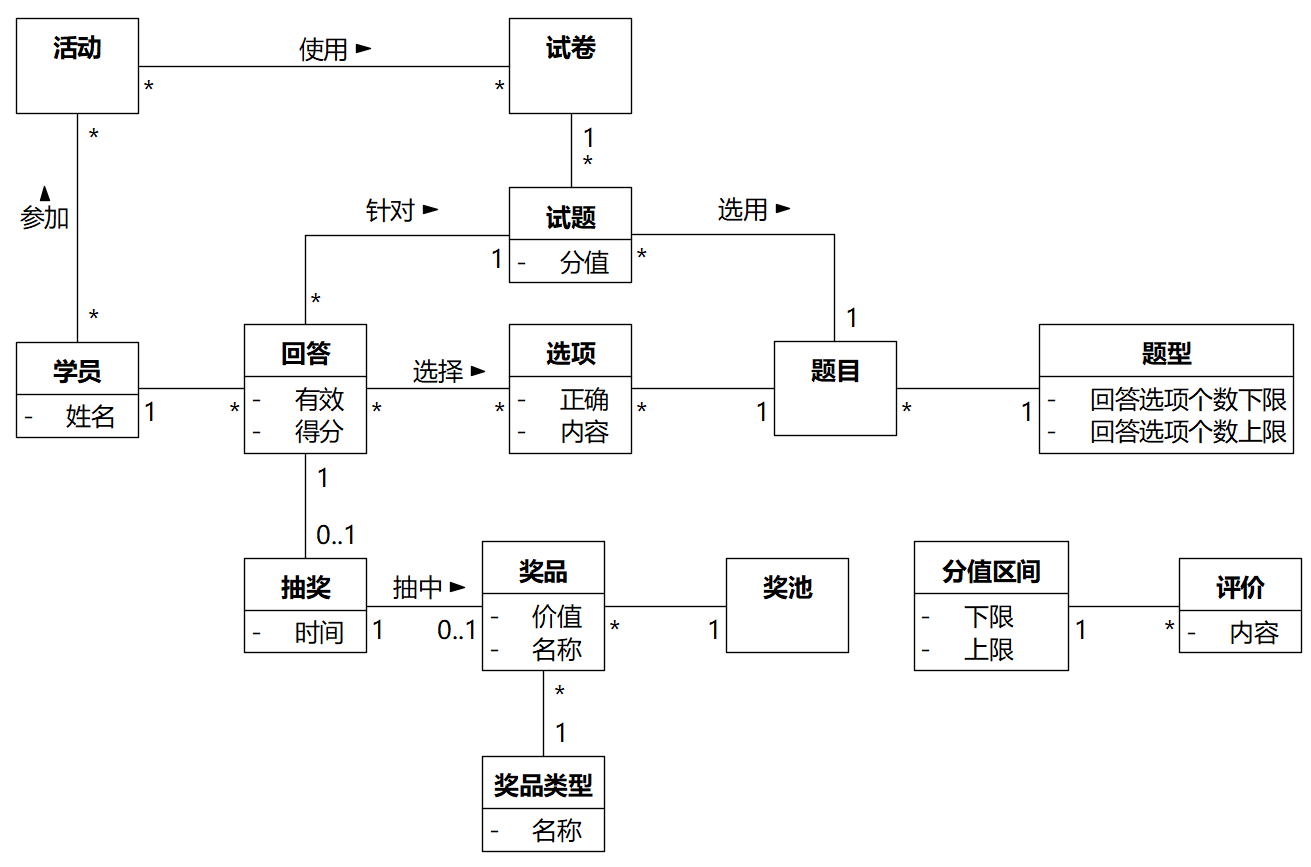 活动
使用 ►
试卷
*
*
*
1
*
▲
参加
针对 ►
试题
选用 ►
1
- 分值
*
*
*
1
学员
- 姓名
1
*
回答
- 有效
- 得分
选择 ►
*
*
选项
- 正确
- 内容
*
1
题目
*
1
题型
- 回答选项个数下限
- 回答选项个数上限
1
0..1
抽奖
- 时间
抽中 ►
1
0..1
奖品
- 价值
- 名称
*
1
奖池
分值区间
- 下限
- 上限
1
*
评价
- 内容
*
1
奖品类型
- 名称